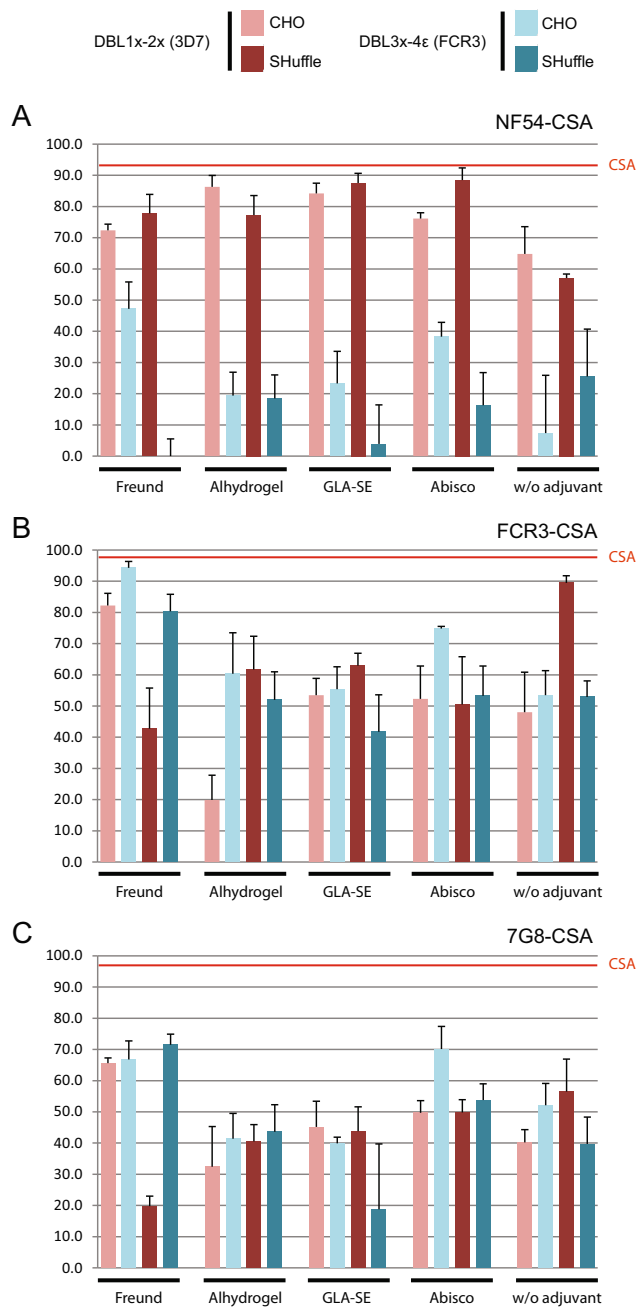 DBL1x-2x (3D7)
CHO
SHuffle
DBL3x-4ε (FCR3)
CHO
SHuffle
A
NF54-CSA
100.0
90.0
80.0
70.0
60.0
50.0
40.0
30.0
20.0
10.0
0.0
CSA
Freund
Alhydrogel
GLA-SE
Abisco
w/o adjuvant
B
FCR3-CSA
100.0
90.0
80.0
70.0
60.0
50.0
40.0
30.0
20.0
10.0
0.0
CSA
Freund
Alhydrogel
GLA-SE
Abisco
w/o adjuvant
C
7G8-CSA
100.0
90.0
80.0
70.0
60.0
50.0
40.0
30.0
20.0
10.0
0.0
CSA
Freund
Alhydrogel
GLA-SE
Abisco
w/o adjuvant